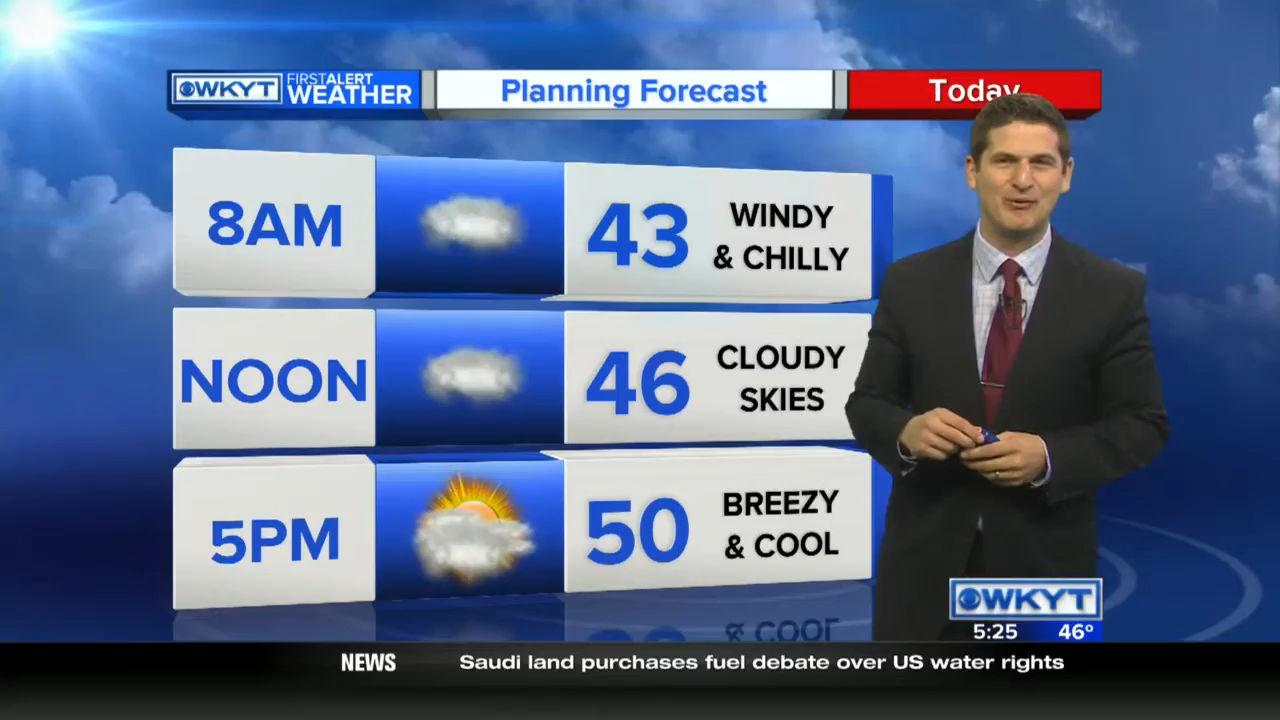 WKYT FIRST ALERT WEATHER
Planning Forecast
Today
8AM
43
WINDY
& CHILLY
NOON
46
CLOUDY
SKIES
5PM
50
BREEZY
& COOL
& COOL
WKYT
5:25 46°
NEWS Saudi land purchases fuel debate over US water rights